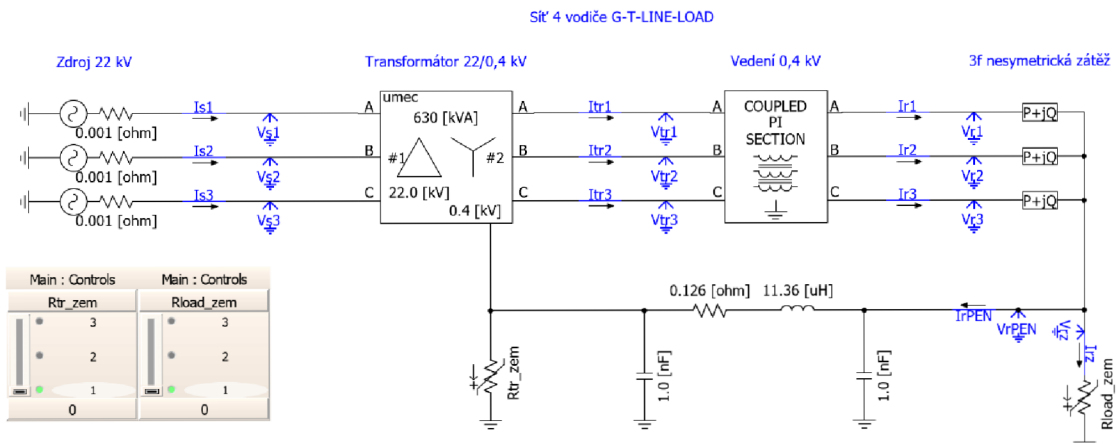 Síť 4 vodiče G-T-LINE-LOAD
Zdroj 22 kV
Transformátor 22/0,4 kV
Vedení 0,4 kV
3f nesymetrická zátěž
0.001 [ohm]
Is1
Vs1
0.001 [ohm]
Is2
Vs2
0.001 [ohm]
Is3
Vs3
A
B
C
umec
630 [kVA]
#1
#2
22.0 [kV]
0.4 [kV]
A
B
C
Itr1
Vtr1
Itr2
Vtr2
Itr3
Vtr3
A
B
C
COUPLED
PI
SECTION
A
B
C
Ir1
Vr1
Ir2
Vr2
Ir3
Vr3
P+jQ
P+jQ
P+jQ
Main : Controls
Rtr_zem
3
2
1
0
Main : Controls
Rload_zem
3
2
1
0
Rtr_zem
1.0 [nF]
0.126 [ohm]
11.36 [uH]
1.0 [nF]
IrPEN
VrPEN
Vrz
Irz
Rload_zem